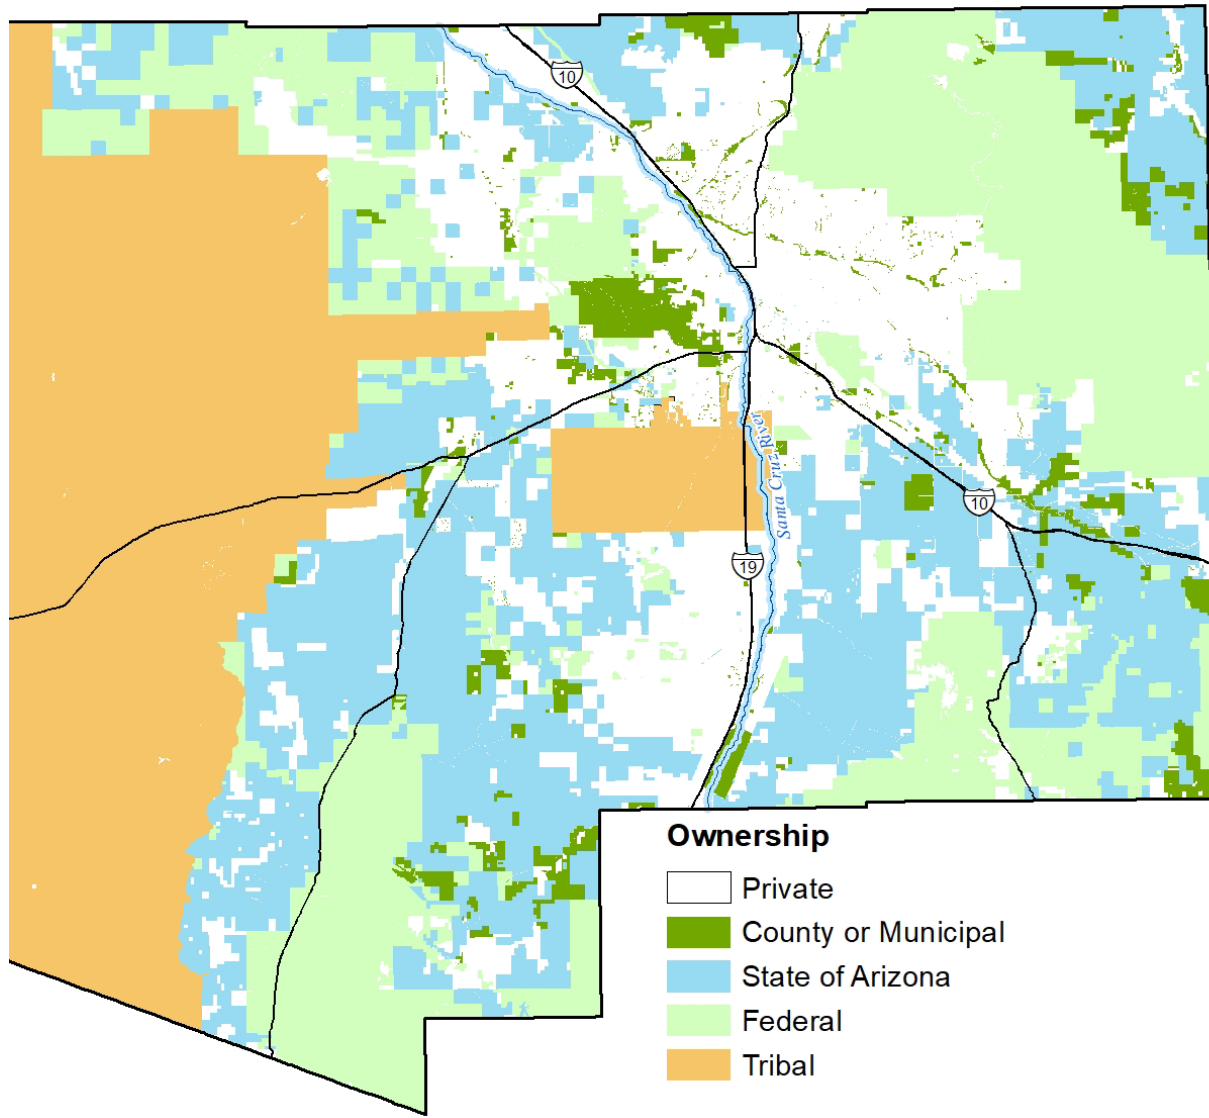 10
Santa Cruz River
10
19
Ownership
Private
County or Municipal
State of Arizona
Federal
Tribal